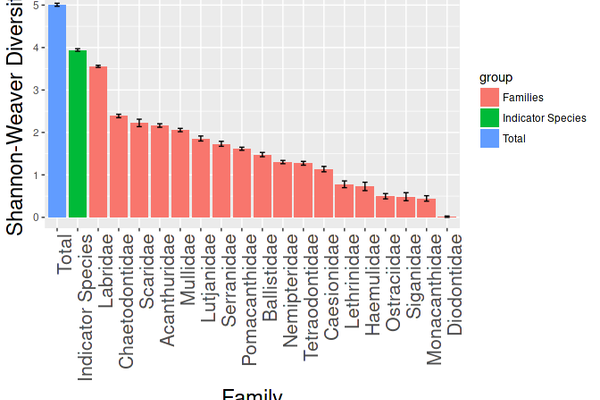 Shannon-Weaver
5
4
3
2
1
0
Total
Indicator Species
Labridae
Chaetodontidae
Scaridae
Acanthuridae
Mullidae
Lutjanidae
Serranidae
Pomacanthidae
Ballistidae
Nemipteridae
Tetraodontidae
Caesionidae
Lethrinidae
Haemulidae
Ostraciidae
Siganidae
Monacanthidae
Diodontidae
Family
group
Families
Indicator Species
Total